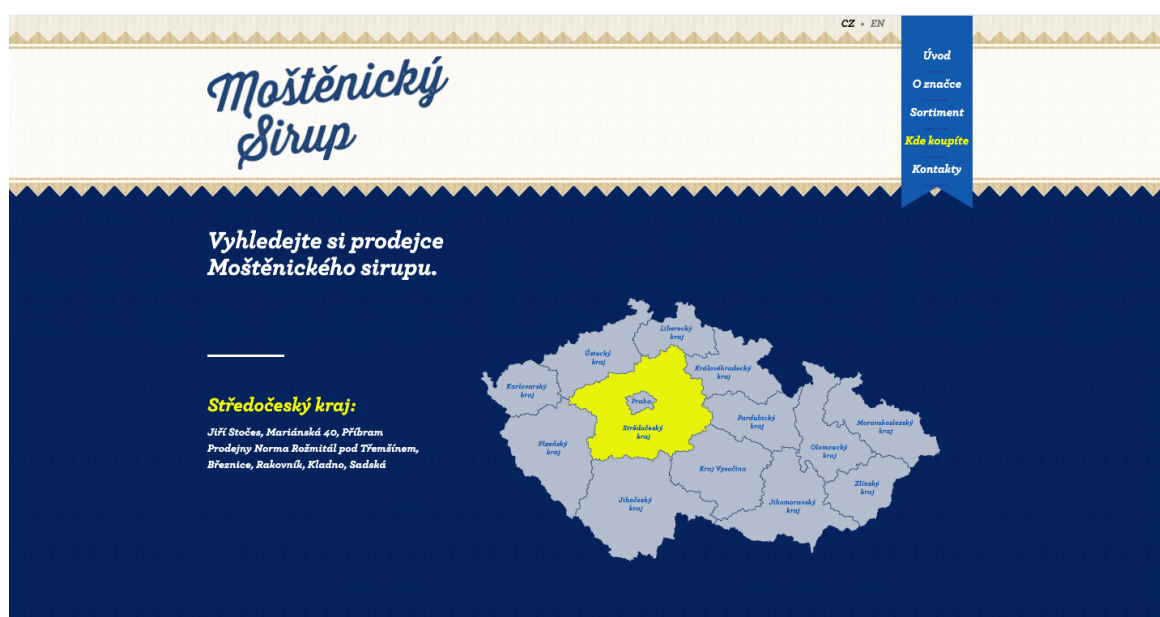 CZ • EN
Úvod
O značce
Sortiment
Kde koupíte
Kontakty
Moštěnický
Sirup
Vyhledejte si prodejce
Moštěnického sirupu.
Středočeský kraj:
Jiří Stočes, Mariánská 40, Příbram
Prodejny Norma Rožmitál pod Třemšínem,
Březnice, Rakovník, Kladno, Sadská
Liberecký
kraj
Ústecký
kraj
Královéhradecký
kraj
Karlovarský
kraj
Praha
Středočeský
kraj
Pardubický
kraj
Moravskoslezský
kraj
Plzeňský
kraj
Olomoucký
kraj
Kraj Vysočina
Zlínský
kraj
Jihočeský
kraj
Jihomoravský
kraj